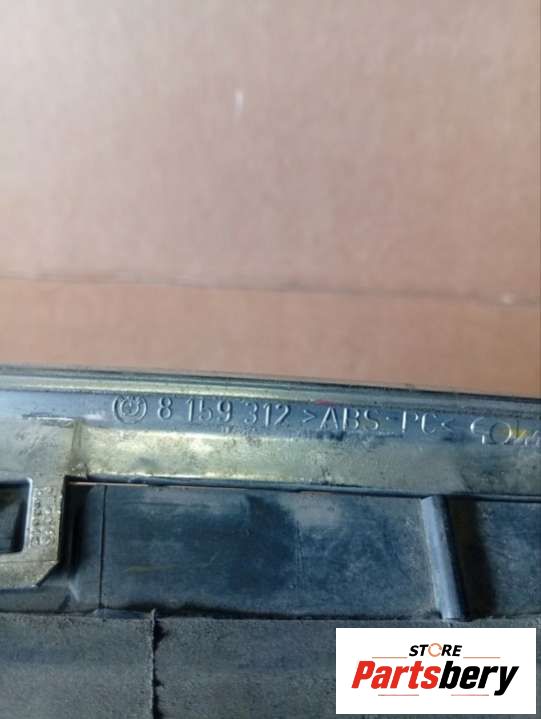 8 159 312 >ABS-PC<
STORE
Partsbery